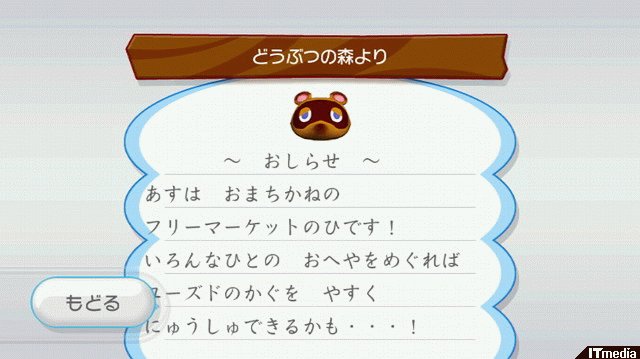 どうぶつの森より
～　おしらせ　～
あすは　おまちかねの
フリーマーケットのひです！
いろんなひとの　おへやをめぐれば
ユーズドのかぐを　やすく
にゅうしゅできるかも・・・！
もどる
ITmedia